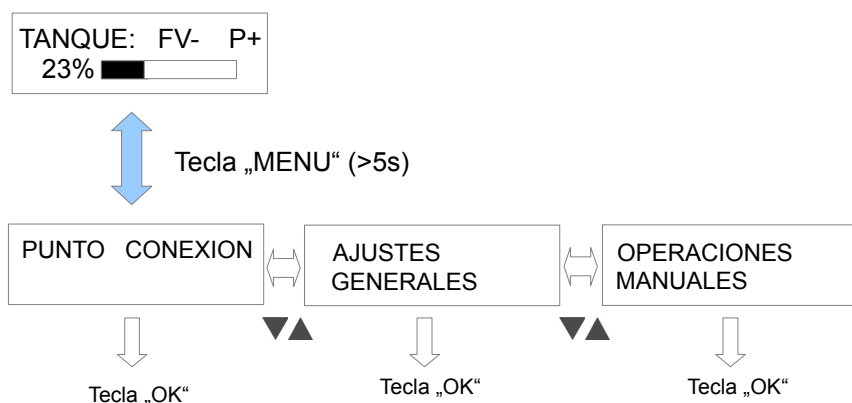 TANQUE: FV- P+
23%
Tecla „MENU“ (>5s)
PUNTO CONEXION
AJUSTES
GENERALES
OPERACIONES
MANUALES
Tecla „OK“
Tecla „OK“
Tecla „OK“